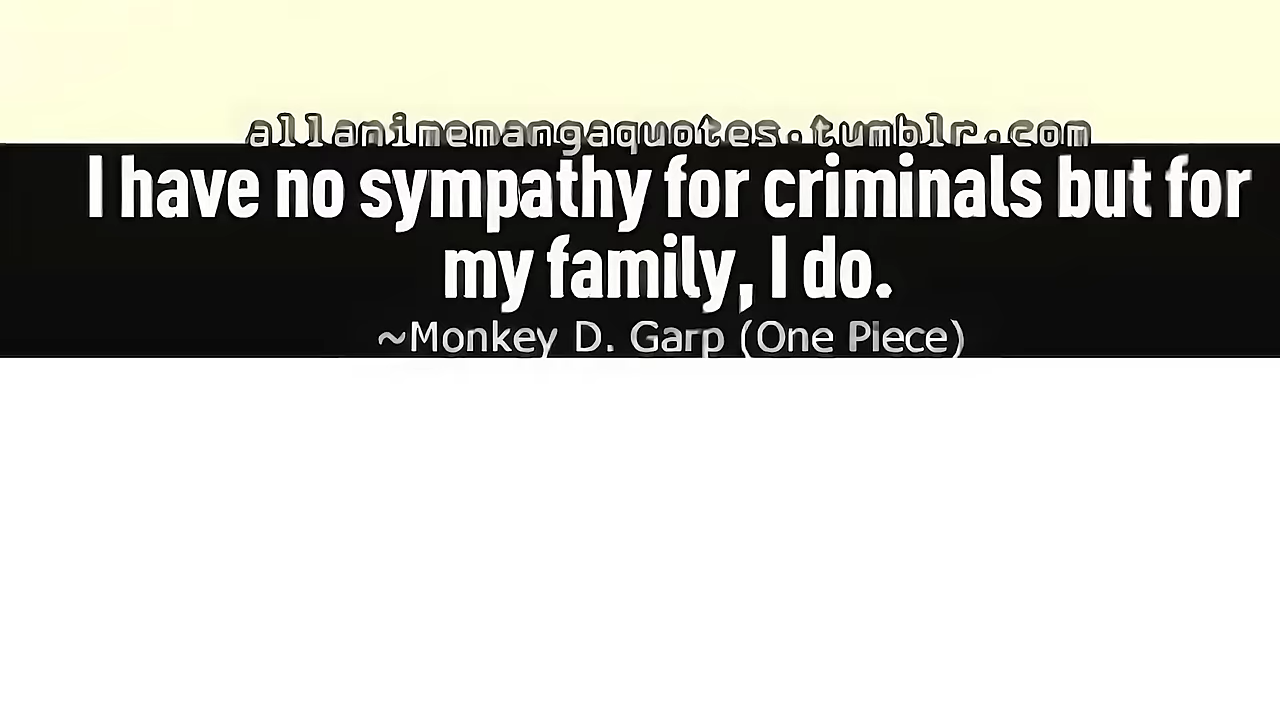 allanimemangaquotes.tumblr.com
I have no sympathy for criminals but for
my family, I do.
~Monkey D. Garp (One Piece)